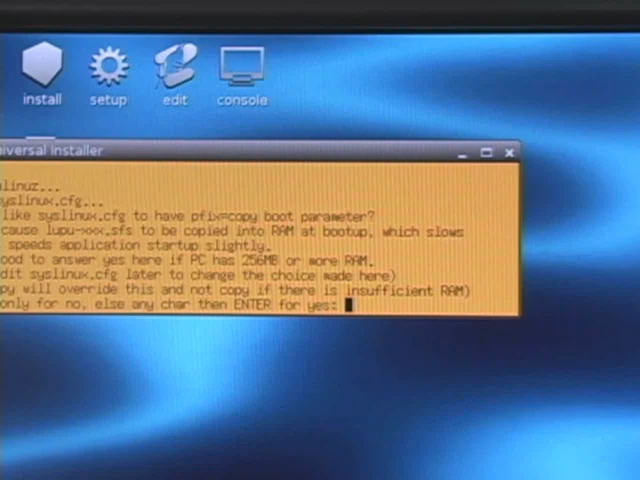 install setup edit console
iversal Installer
linuz...
yslinux.cfg...
like syslinux.cfg to have pfix=copy boot parameter?
cause lupu-xxx.sfs to be copied into RAM at bootup, which slows
speeds application startup slightly.
ood to answer yes here if PC has 256MB or more RAM.
dit syslinux.cfg later to change the choice made here)
py will override this and not copy if there is insufficient RAM)
only for no, else any char then ENTER for yes: